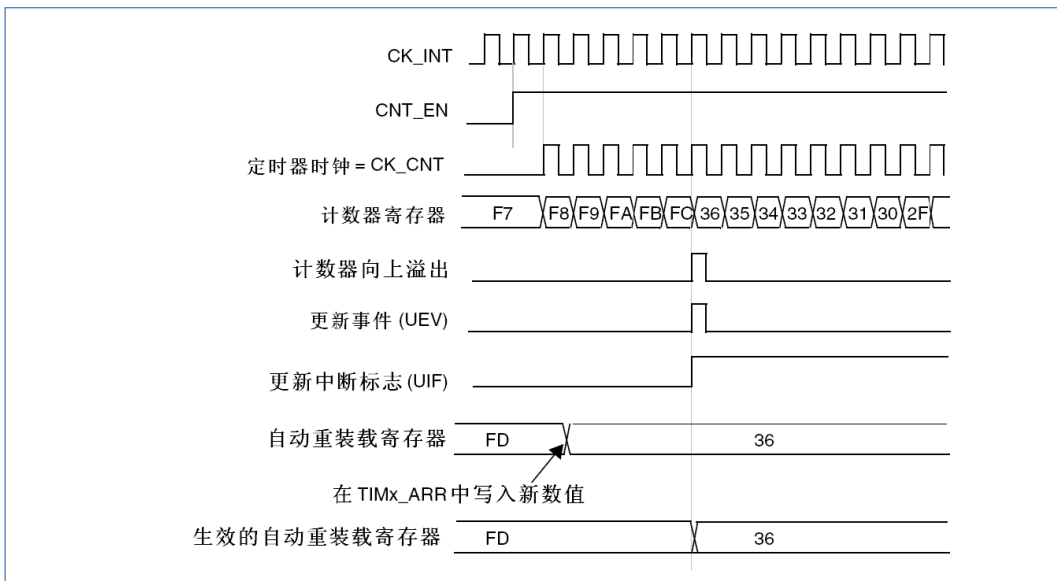 CK_INT
CNT_EN
定时器时钟 = CK_CNT
计数器寄存器 F7 F8 F9 FA FB FC 36 35 34 33 32 31 30 2F
计数器向上溢出
更新事件 (UEV)
更新中断标志 (UIF)
自动重装载寄存器 FD 36
在 TIMx_ARR 中写入新数值
生效的自动重装载寄存器 FD 36